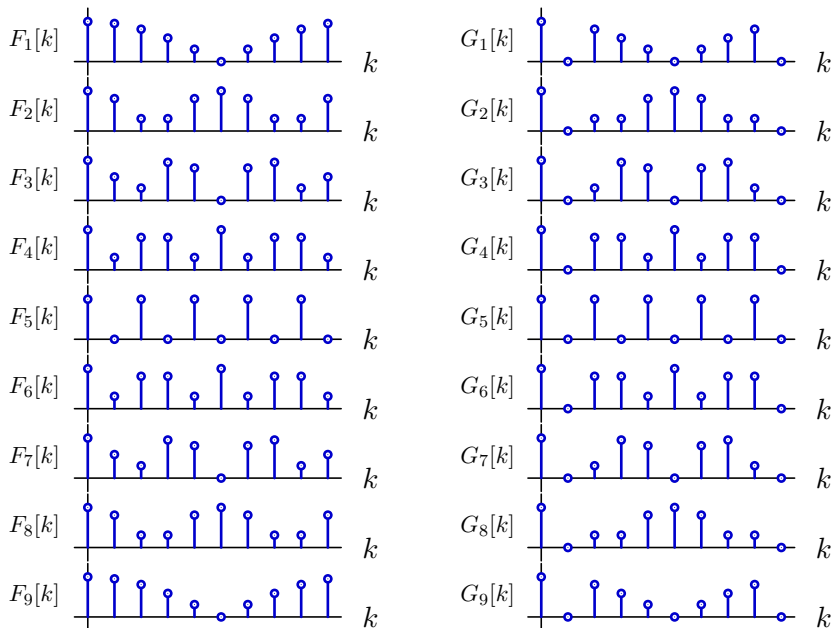 F₁[k] k G₁[k] k
F₂[k] k G₂[k] k
F₃[k] k G₃[k] k
F₄[k] k G₄[k] k
F₅[k] k G₅[k] k
F₆[k] k G₆[k] k
F₇[k] k G₇[k] k
F₈[k] k G₈[k] k
F₉[k] k G₉[k] k